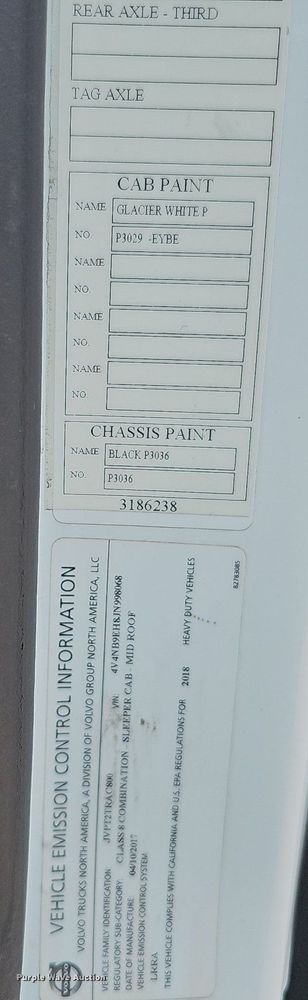 REAR AXLE - THIRD
TAG AXLE
CAB PAINT
NAME GLACIER WHITE P
NO. P3029 -EYBE
NAME
NO.
NAME
NO.
NAME
NO.
CHASSIS PAINT
NAME BLACK P3036
NO. P3036
3186238
VEHICLE EMISSION CONTROL INFORMATION
VOLVO TRUCKS NORTH AMERICA, A DIVISION OF VOLVO GROUP NORTH AMERICA, LLC
VEHICLE FAMILY IDENTIFICATION JVPT2TRAC800 VIN: 4V4NB9EH8JN998068
REGULATORY SUB-CATEGORY: CLASS 8 COMBINATION - SLEEPER CAB - MID ROOF
DATE OF MANUFACTURE 04/10/2017
VEHICLE EMISSION CONTROL SYSTEM
THIS VEHICLE COMPLIES WITH CALIFORNIA AND U.S. EPA REGULATIONS FOR 2018 HEAVY DUTY VEHICLES
82783085
VOLVO
Purple Wave Auction